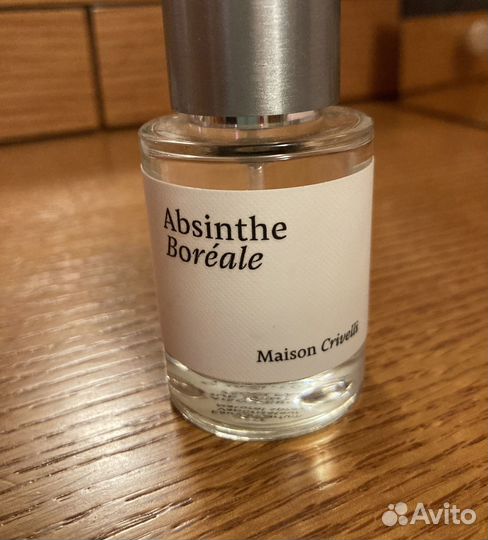 Absinthe
Boréale
Maison Crivelli
Avito